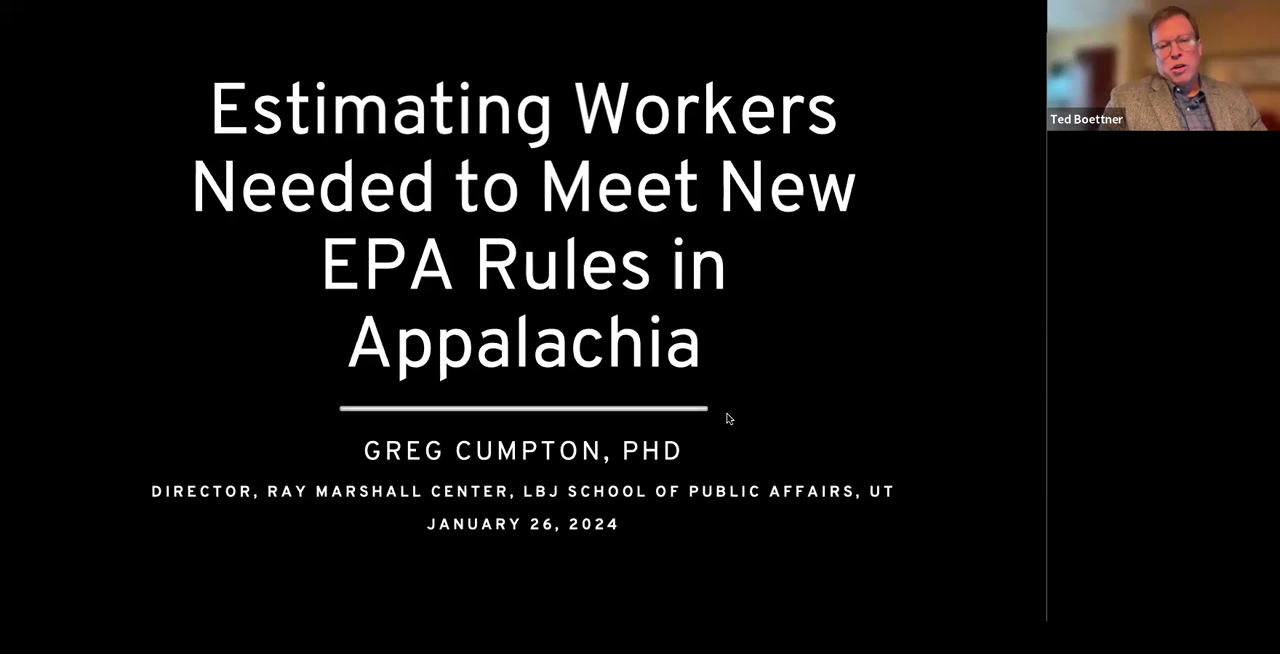 Estimating Workers
Needed to Meet New
EPA Rules in
Appalachia
GREG CUMPTON, PHD
DIRECTOR, RAY MARSHALL CENTER, LBJ SCHOOL OF PUBLIC AFFAIRS, UT
JANUARY 26, 2024
Ted Boettner